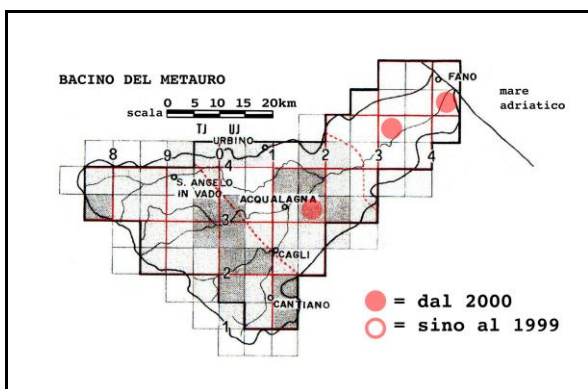 BACINO DEL METAURO
scala 0 5 10 15 20km
TJ UJ
FANO
mare
adriatico
URBINO
8 9 0 1 2 3 4
4
S. ANGELO
IN VADO
ACQUALAGNA
3
CAGLI
2
CANTIANO
1
= dal 2000
= sino al 1999